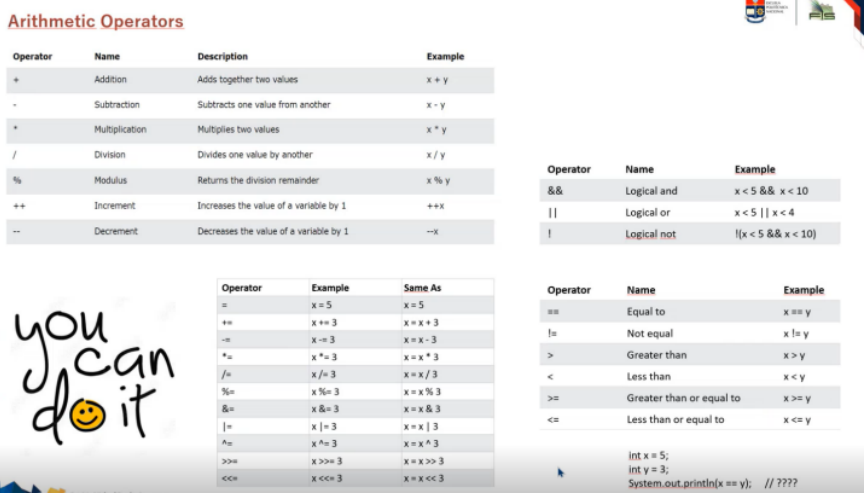 Arithmetic Operators
Operator Name Description Example
+ Addition Adds together two values x + y
- Subtraction Subtracts one value from another x - y
* Multiplication Multiplies two values x * y
/ Division Divides one value by another x / y
% Modulus Returns the division remainder x % y
++ Increment Increases the value of a variable by 1 ++x
-- Decrement Decreases the value of a variable by 1 --x
Operator Name Example
&& Logical and x < 5 && x < 10
|| Logical or x < 5 || x < 4
! Logical not !(x < 5 && x < 10)
Operator Example Same As
= x = 5 x = 5
+= x += 3 x = x + 3
-= x -= 3 x = x - 3
*= x *= 3 x = x * 3
/= x /= 3 x = x / 3
%= x %= 3 x = x % 3
&= x &= 3 x = x & 3
|= x |= 3 x = x | 3
^= x ^= 3 x = x ^ 3
>>= x >>= 3 x = x >> 3
<<= x <<= 3 x = x << 3
you
can
do it
Operator Name Example
== Equal to x == y
!= Not equal x != y
> Greater than x > y
< Less than x < y
>= Greater than or equal to x >= y
<= Less than or equal to x <= y
int x = 5;
int y = 3;
System.out.println(x == y); // ????